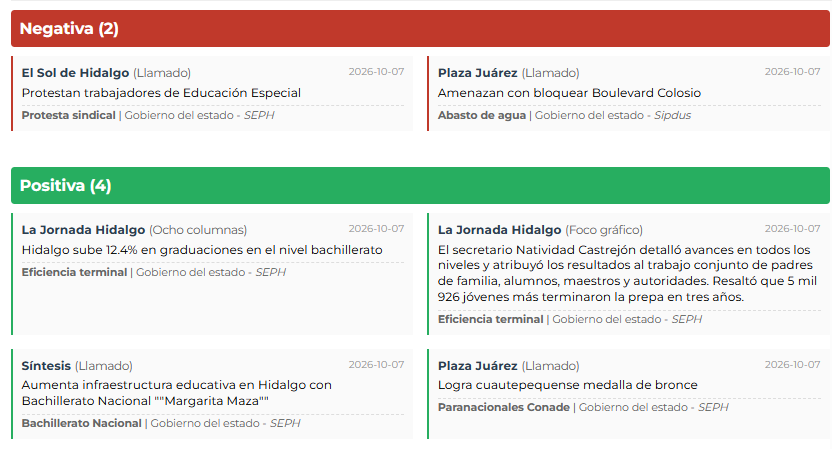 Negativa (2)
El Sol de Hidalgo (Llamado) 2026-10-07
Protestan trabajadores de Educación Especial
Protesta sindical | Gobierno del estado - SEPH
Plaza Juárez (Llamado) 2026-10-07
Amenazan con bloquear Boulevard Colosio
Abasto de agua | Gobierno del estado - Sipdus
Positiva (4)
La Jornada Hidalgo (Ocho columnas) 2026-10-07
Hidalgo sube 12.4% en graduaciones en el nivel bachillerato
Eficiencia terminal | Gobierno del estado - SEPH
La Jornada Hidalgo (Foco gráfico) 2026-10-07
El secretario Natividad Castrejón detalló avances en todos los
niveles y atribuyó los resultados al trabajo conjunto de padres
de familia, alumnos, maestros y autoridades. Resaltó que 5 mil
926 jóvenes más terminaron la prepa en tres años.
Eficiencia terminal | Gobierno del estado - SEPH
Síntesis (Llamado) 2026-10-07
Aumenta infraestructura educativa en Hidalgo con
Bachillerato Nacional ""Margarita Maza""
Bachillerato Nacional | Gobierno del estado - SEPH
Plaza Juárez (Llamado) 2026-10-07
Logra cuautepequense medalla de bronce
Paranacionales Conade | Gobierno del estado - SEPH